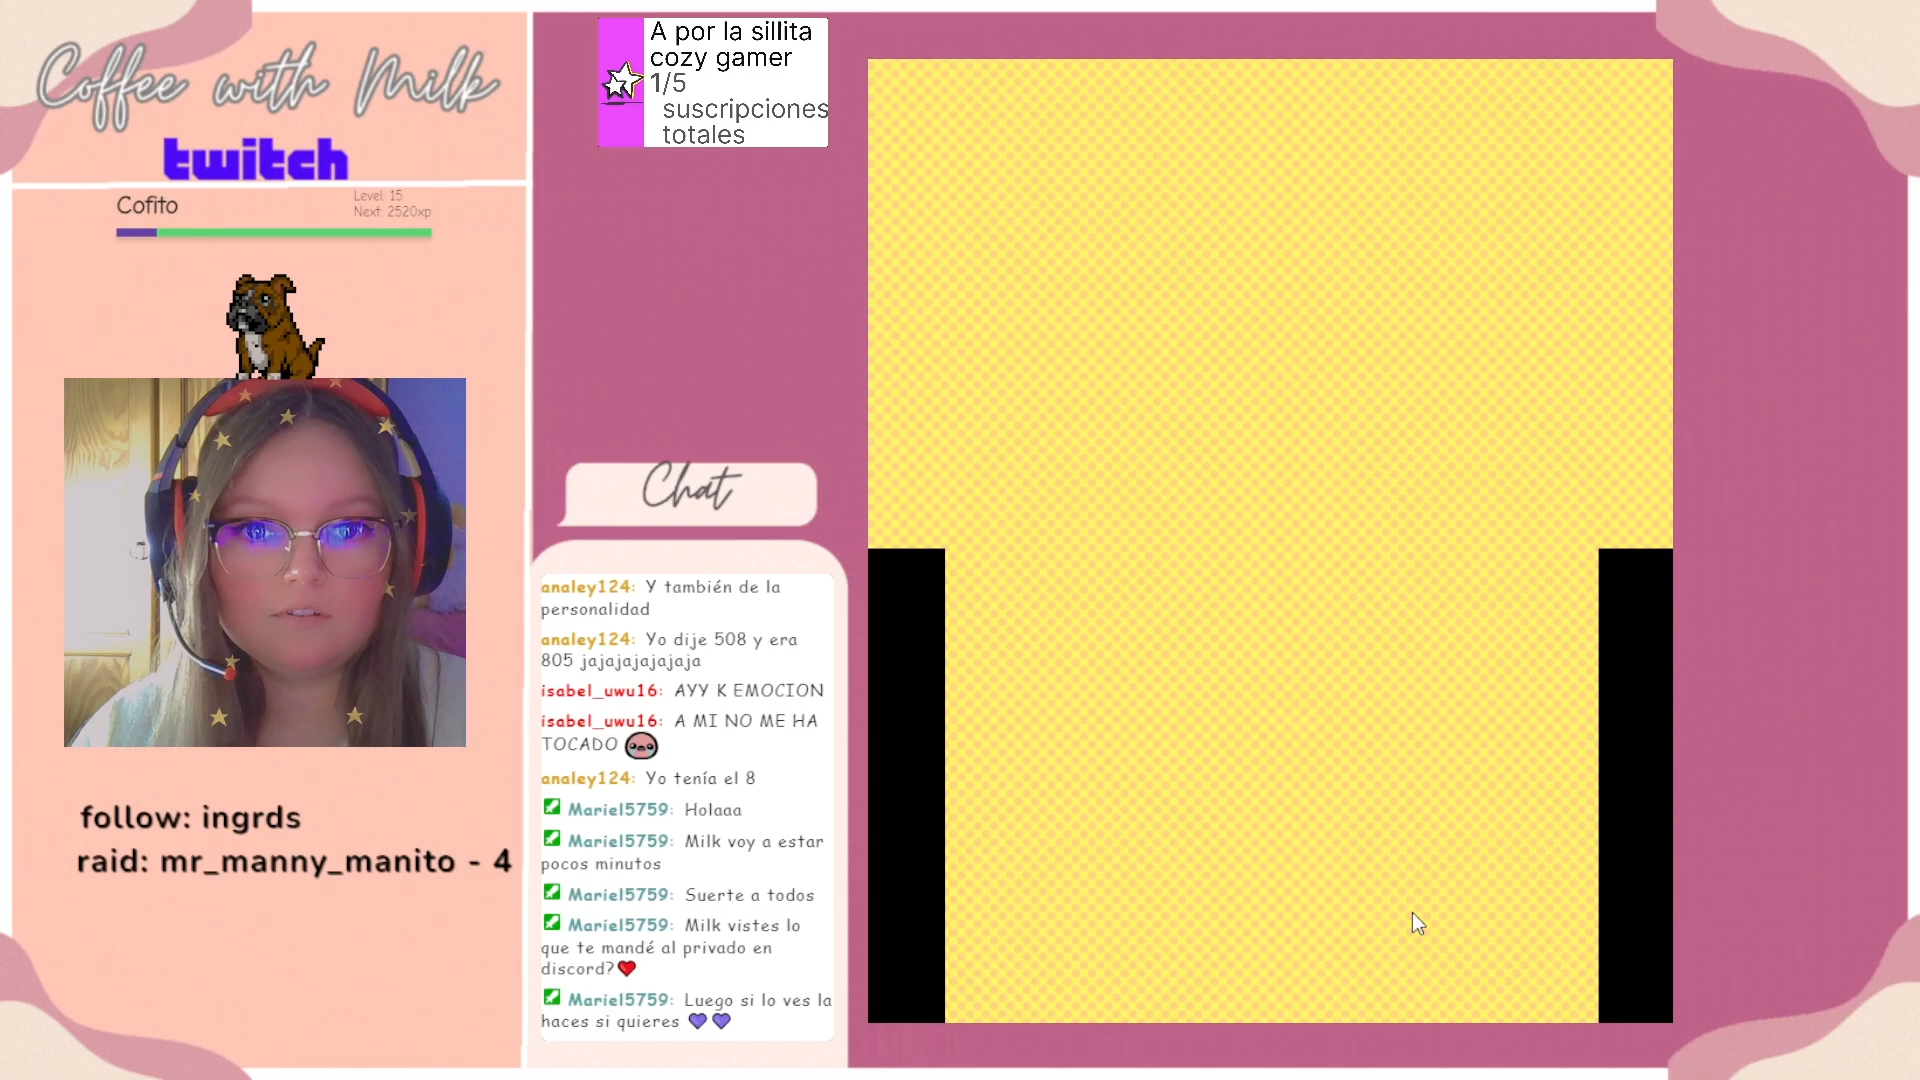 Coffee with Milk
twitch
Cofito
Level: 15
Next: 2520xp
A por la sillita
cozy gamer
1/5
suscripciones
totales
Chat
analey124: Y también de la
personalidad
analey124: Yo dije 508 y era
805 jajajajajajaja
isabel_uwu16: AYY K EMOCION
isabel_uwu16: A MI NO ME HA
TOCADO
analey124: Yo tenía el 8
Mariel5759: Holaaa
Mariel5759: Milk voy a estar
pocos minutos
Mariel5759: Suerte a todos
Mariel5759: Milk vistes lo
que te mandé al privado en
discord?❤️
Mariel5759: Luego si lo ves la
haces si quieres 💜💜
follow: ingrds
raid: mr_manny_manito - 4